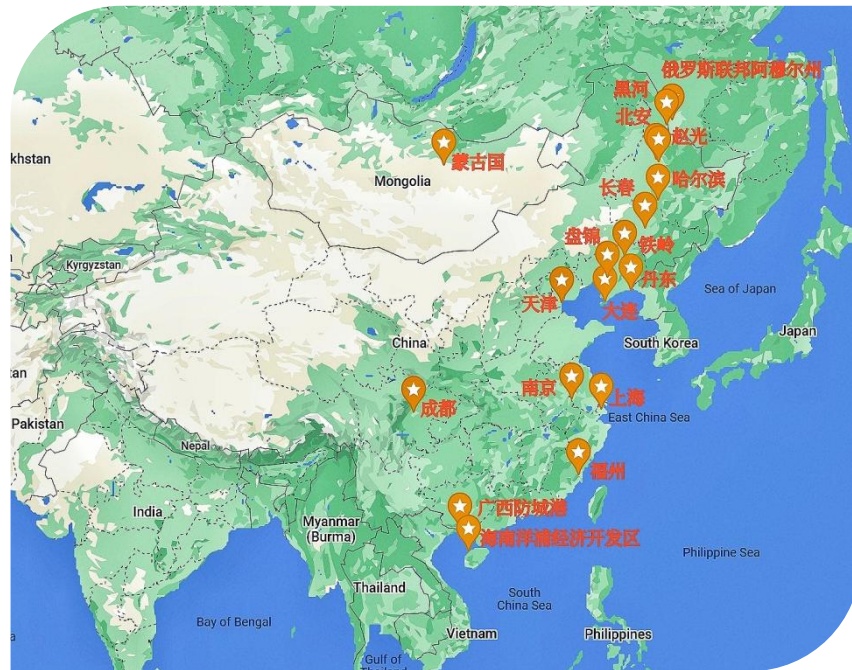 俄罗斯联邦阿穆尔州
黑河
北安
赵光
蒙古国
khstan
Mongolia
哈尔滨
长春
盘锦
铁岭
Kyrgyzstan
丹东
天津
大连
Sea of Japan
China
South Korea
Japan
tan
南京
上海
成都
East China Sea
Pakistan
Nepal
福州
广西防城港
India
Myanmar
(Burma)
海南洋浦经济开发区
Philippine Sea
Thailand
South
China Sea
Bay of Bengal
Vietnam
Philippines
Gulf of